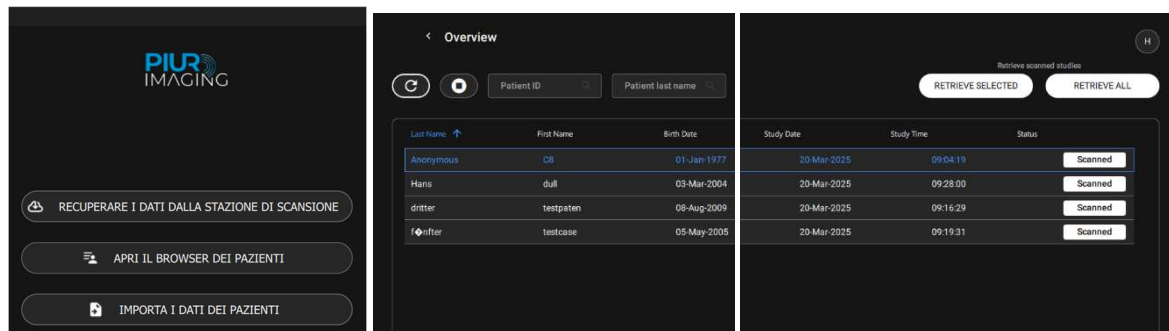 PIUR
IMAGING
RECUPERARE I DATI DALLA STAZIONE DI SCANSIONE
APRI IL BROWSER DEI PAZIENTI
IMPORTA I DATI DEI PAZIENTI
< Overview
H
Retrieve scanned studies
Patient ID Patient last name RETRIEVE SELECTED RETRIEVE ALL
Last Name ↑ First Name Birth Date Study Date Study Time Status
Anonymous C8 01-Jan-1977 20-Mar-2025 09:04:19 Scanned
Hans dull 03-Mar-2004 20-Mar-2025 09:28:00 Scanned
dritter testpaten 08-Aug-2009 20-Mar-2025 09:16:29 Scanned
f�nfter testcase 05-May-2005 20-Mar-2025 09:19:31 Scanned